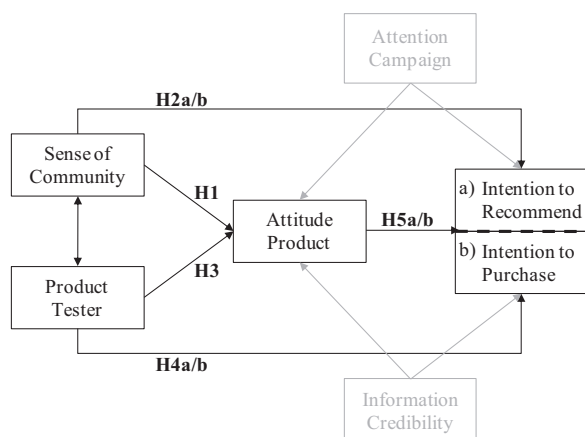 Attention
Campaign
H2a/b
Sense of
Community
H1
a) Intention to
Recommend
Attitude
Product
H5a/b
b) Intention to
Purchase
H3
Product
Tester
H4a/b
Information
Credibility